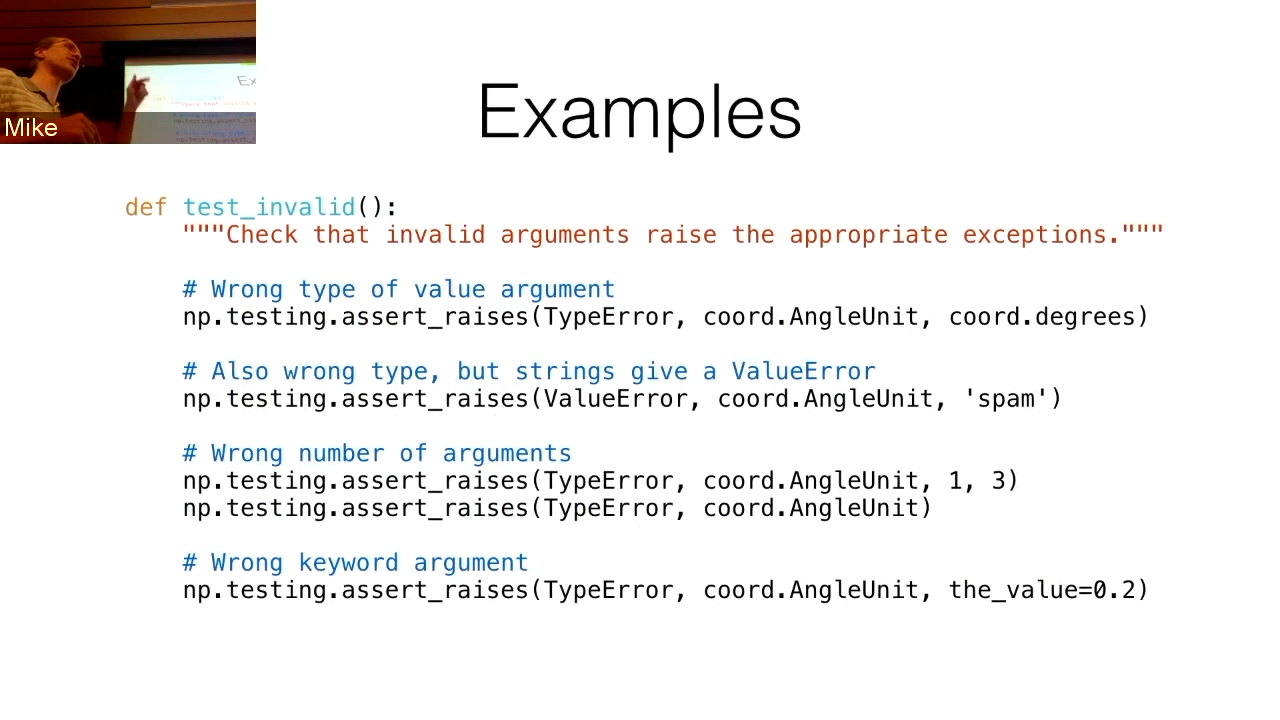 Mike
Examples
def test_invalid():
"""Check that invalid arguments raise the appropriate exceptions."""
# Wrong type of value argument
np.testing.assert_raises(TypeError, coord.AngleUnit, coord.degrees)
# Also wrong type, but strings give a ValueError
np.testing.assert_raises(ValueError, coord.AngleUnit, 'spam')
# Wrong number of arguments
np.testing.assert_raises(TypeError, coord.AngleUnit, 1, 3)
np.testing.assert_raises(TypeError, coord.AngleUnit)
# Wrong keyword argument
np.testing.assert_raises(TypeError, coord.AngleUnit, the_value=0.2)